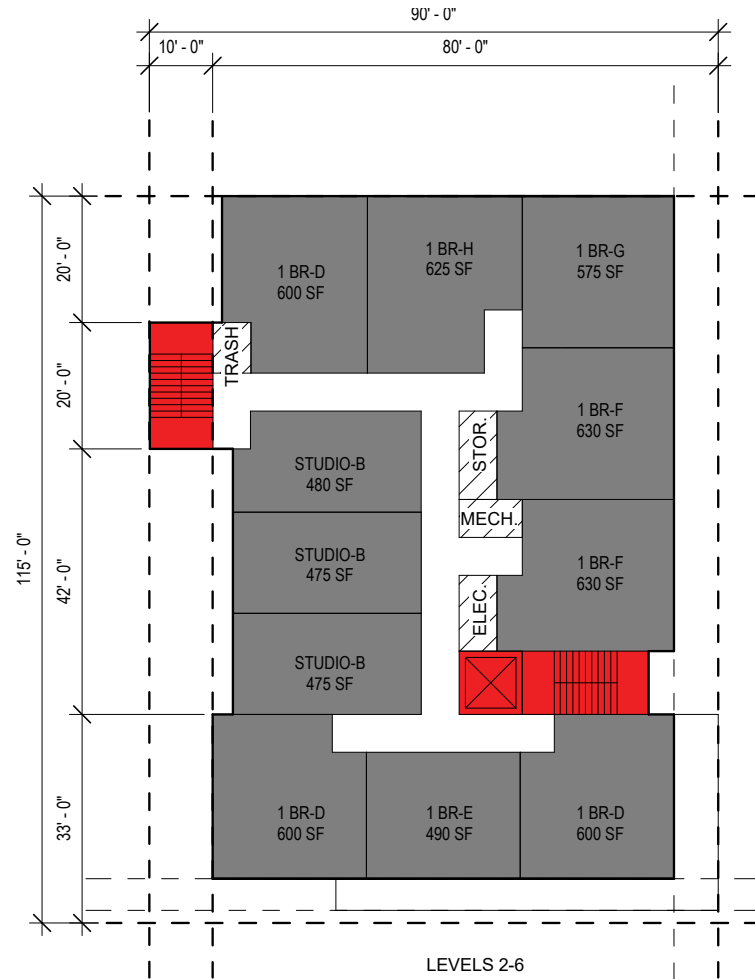 90' - 0"
10' - 0"
80' - 0"
115' - 0"
20' - 0"
20' - 0"
42' - 0"
33' - 0"
1 BR-D
600 SF
1 BR-H
625 SF
1 BR-G
575 SF
TRASH
1 BR-F
630 SF
STOR.
STUDIO-B
480 SF
MECH.
STUDIO-B
475 SF
1 BR-F
630 SF
ELEC.
STUDIO-B
475 SF
1 BR-D
600 SF
1 BR-E
490 SF
1 BR-D
600 SF
LEVELS 2-6